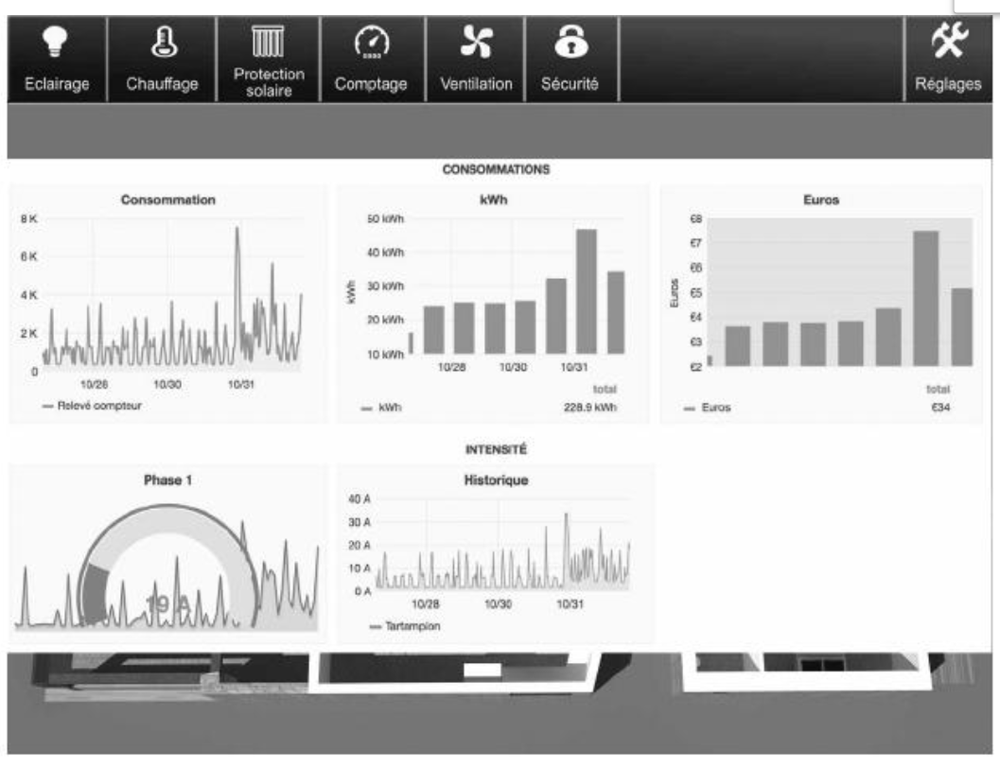 Eclairage
Chauffage
Protection
solaire
Comptage
Ventilation
Sécurité
Réglages
CONSOMMATIONS
Consommation
8 K
6 K
4 K
2 K
0
10/28
10/30
10/31
Relevé compteur
kWh
50 kWh
40 kWh
30 kWh
20 kWh
10 kWh
kWh
10/28
10/30
10/31
total
kWh
228.9 kWh
Euros
€8
€7
€6
€5
€4
€3
€2
Euros
total
Euros
€34
INTENSITÉ
Phase 1
19 A
Historique
40 A
30 A
20 A
10 A
0 A
10/28
10/30
10/31
Tartampion